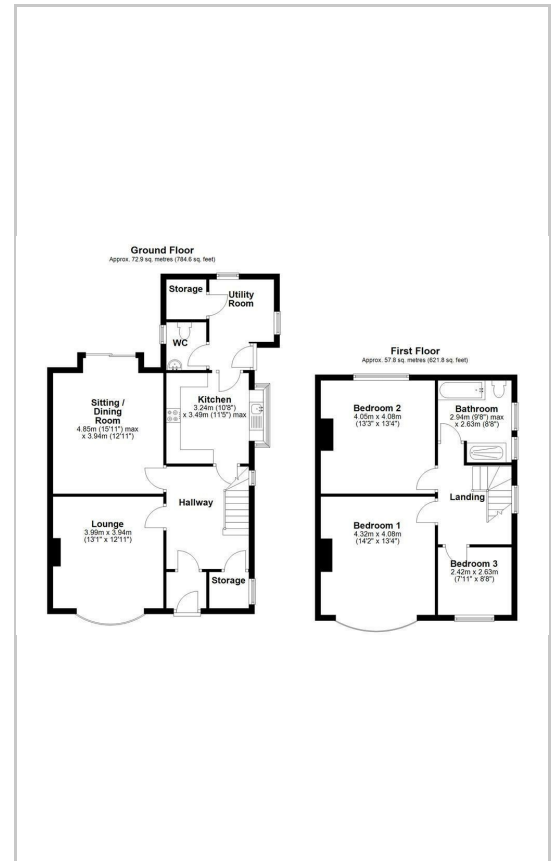 Ground Floor
Approx. 72.9 sq. metres (784.6 sq. feet)
Storage
Utility
Room
WC
Kitchen
3.24m (10'8")
x 3.49m (11'5") max
Sitting /
Dining
Room
4.85m (15'11") max
x 3.94m (12'11")
Hallway
Lounge
3.99m x 3.94m
(13'1" x 12'11")
Storage
First Floor
Approx. 57.8 sq. metres (621.8 sq. feet)
Bedroom 2
4.05m x 4.08m
(13'3" x 13'4")
Bathroom
2.94m (9'8") max
x 2.63m (8'8")
Landing
Bedroom 1
4.32m x 4.08m
(14'2" x 13'4")
Bedroom 3
2.42m x 2.63m
(7'11" x 8'8")